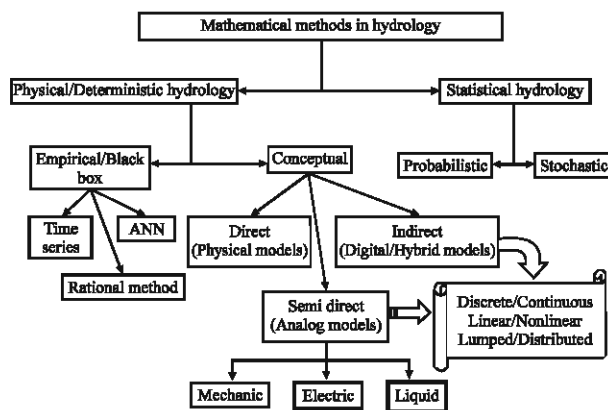 Mathematical methods in hydrology
Physical/Deterministic hydrology
Statistical hydrology
Empirical/Black
box
Conceptual
Probabilistic
Stochastic
Time
series
ANN
Rational method
Direct
(Physical models)
Indirect
(Digital/Hybrid models)
Semi direct
(Analog models)
Discrete/Continuous
Linear/Nonlinear
Lumped/Distributed
Mechanic
Electric
Liquid